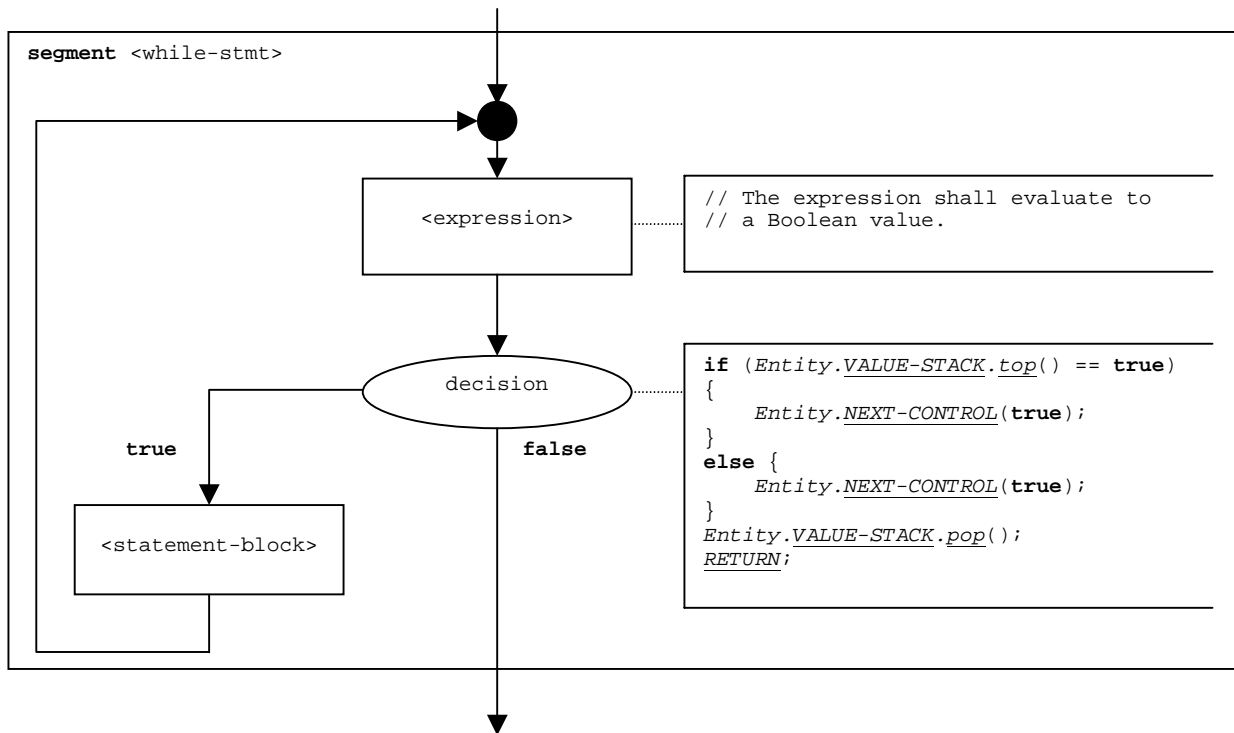 segment <while-stmt>
<expression>
// The expression shall evaluate to
// a Boolean value.
decision
true
false
if (Entity.VALUE-STACK.top() == true)
{
Entity.NEXT-CONTROL(true);
}
else {
Entity.NEXT-CONTROL(true);
}
Entity.VALUE-STACK.pop();
RETURN;
<statement-block>